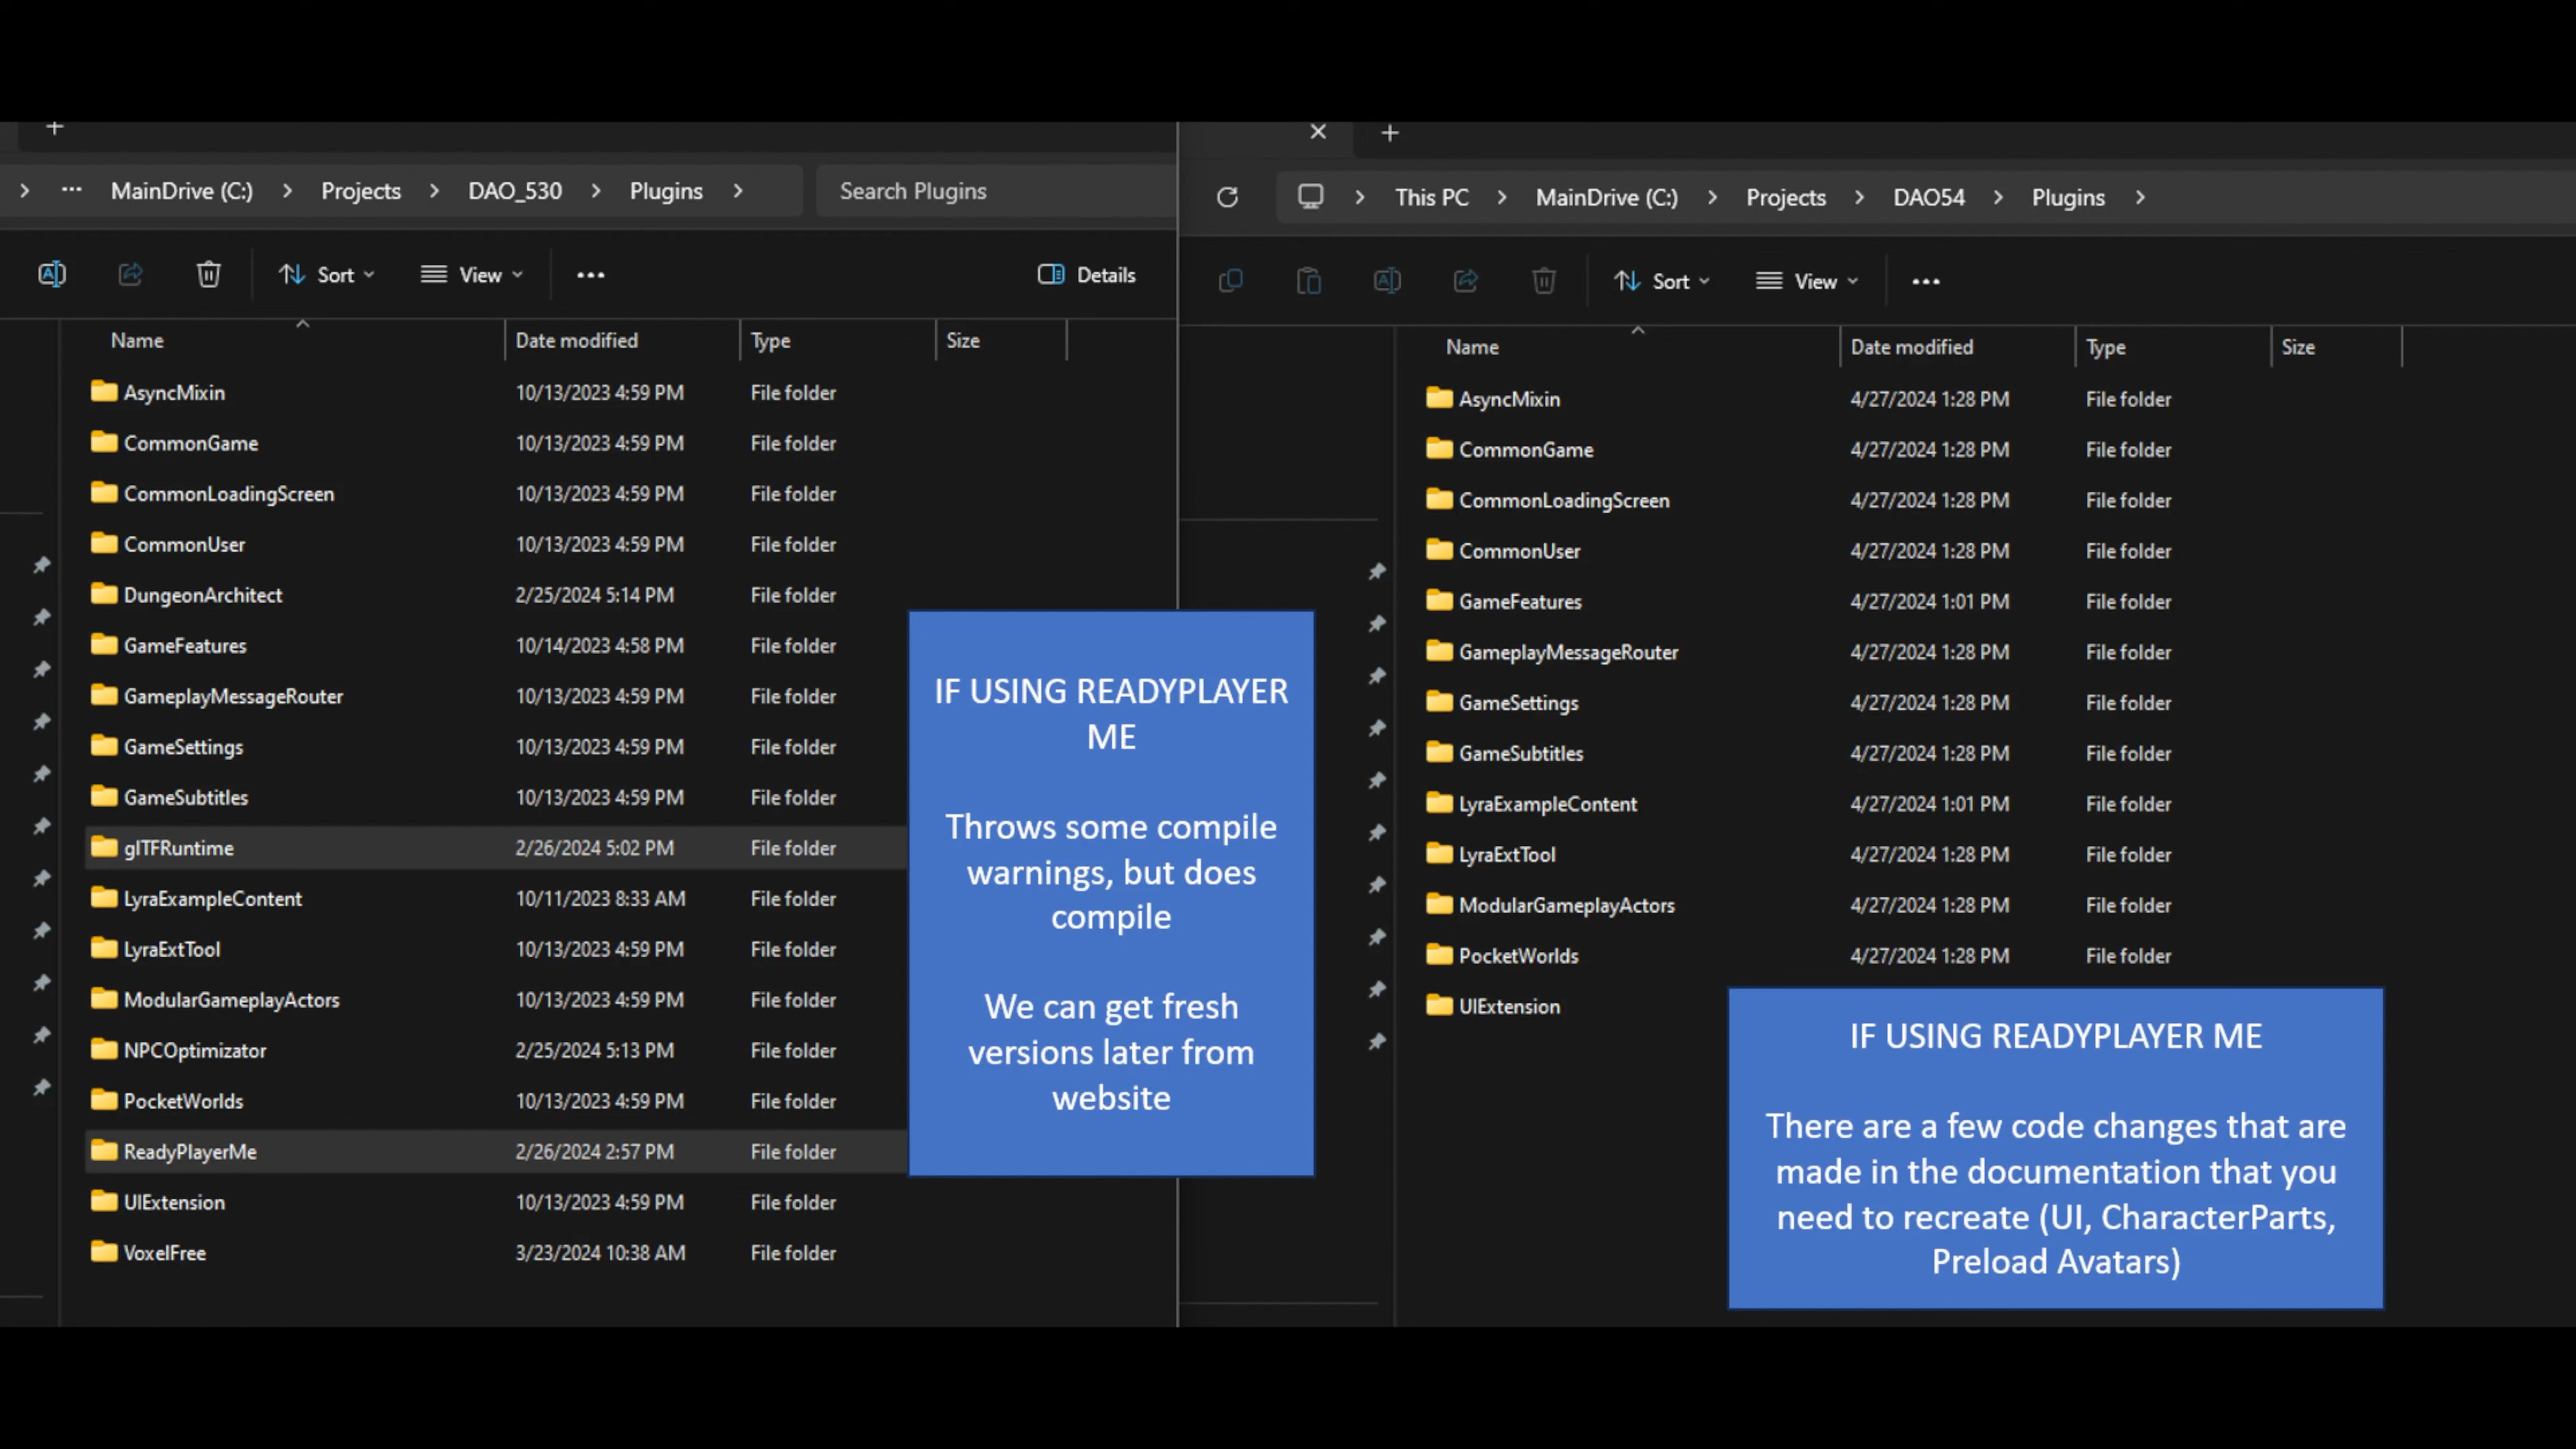 MainDrive (C:) Projects DAO_530 Plugins Search Plugins
Sort View Details
Name Date modified Type Size
AsyncMixin 10/13/2023 4:59 PM File folder
CommonGame 10/13/2023 4:59 PM File folder
CommonLoadingScreen 10/13/2023 4:59 PM File folder
CommonUser 10/13/2023 4:59 PM File folder
DungeonArchitect 2/25/2024 5:14 PM File folder
GameFeatures 10/14/2023 4:58 PM File folder
GameplayMessageRouter 10/13/2023 4:59 PM File folder
GameSettings 10/13/2023 4:59 PM File folder
GameSubtitles 10/13/2023 4:59 PM File folder
glTFRuntime 2/26/2024 5:02 PM File folder
LyraExampleContent 10/11/2023 8:33 AM File folder
LyraExtTool 10/13/2023 4:59 PM File folder
ModularGameplayActors 10/13/2023 4:59 PM File folder
NPCOptimizator 2/25/2024 5:13 PM File folder
PocketWorlds 10/13/2023 4:59 PM File folder
ReadyPlayerMe 2/26/2024 2:57 PM File folder
UIExtension 10/13/2023 4:59 PM File folder
VoxelFree 3/23/2024 10:38 AM File folder
IF USING READYPLAYER
ME
Throws some compile
warnings, but does
compile
We can get fresh
versions later from
website
This PC MainDrive (C:) Projects DAO54 Plugins
Sort View
Name Date modified Type Size
AsyncMixin 4/27/2024 1:28 PM File folder
CommonGame 4/27/2024 1:28 PM File folder
CommonLoadingScreen 4/27/2024 1:28 PM File folder
CommonUser 4/27/2024 1:28 PM File folder
GameFeatures 4/27/2024 1:01 PM File folder
GameplayMessageRouter 4/27/2024 1:28 PM File folder
GameSettings 4/27/2024 1:28 PM File folder
GameSubtitles 4/27/2024 1:28 PM File folder
LyraExampleContent 4/27/2024 1:01 PM File folder
LyraExtTool 4/27/2024 1:28 PM File folder
ModularGameplayActors 4/27/2024 1:28 PM File folder
PocketWorlds 4/27/2024 1:28 PM File folder
UIExtension
IF USING READYPLAYER ME
There are a few code changes that are
made in the documentation that you
need to recreate (UI, CharacterParts,
Preload Avatars)